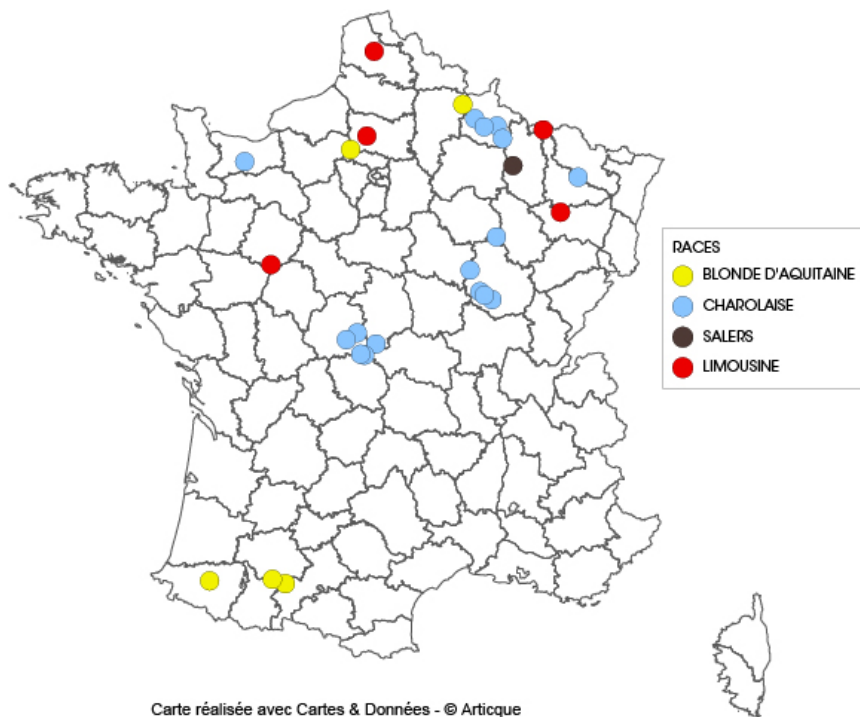 RACES
BLONDE D'AQUITAINE
CHAROLAISE
SALERS
LIMOUSINE
Carte réalisée avec Cartes & Données - © Articque